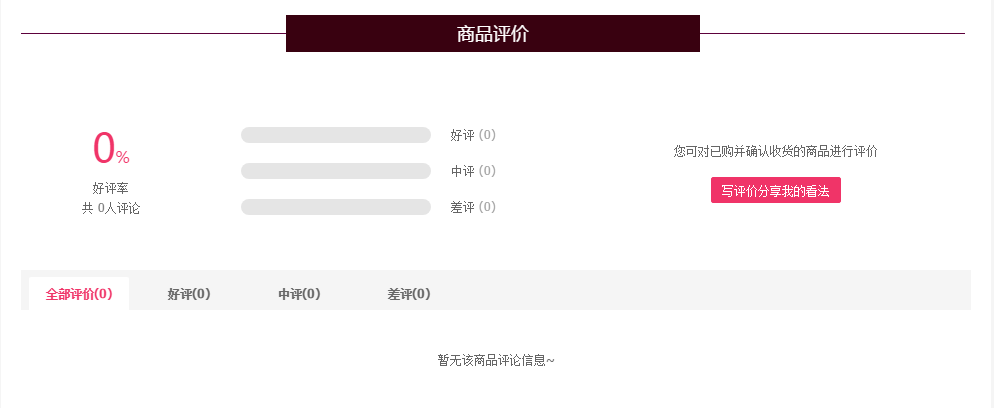 商品评价
0%
好评率
共 0人评论
好评 (0)
中评 (0)
差评 (0)
您可对已购并确认收货的商品进行评价
写评价分享我的看法
全部评价(0) 好评(0) 中评(0) 差评(0)
暂无该商品评论信息~